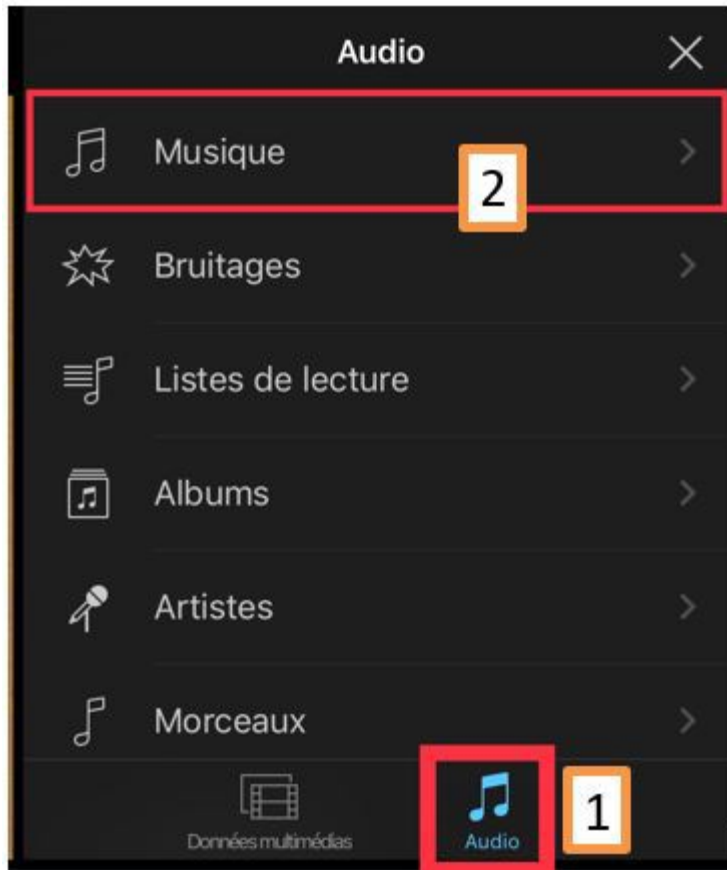 Audio
Musique
2
Bruitages
Listes de lecture
Albums
Artistes
Morceaux
Données multimédias
Audio
1